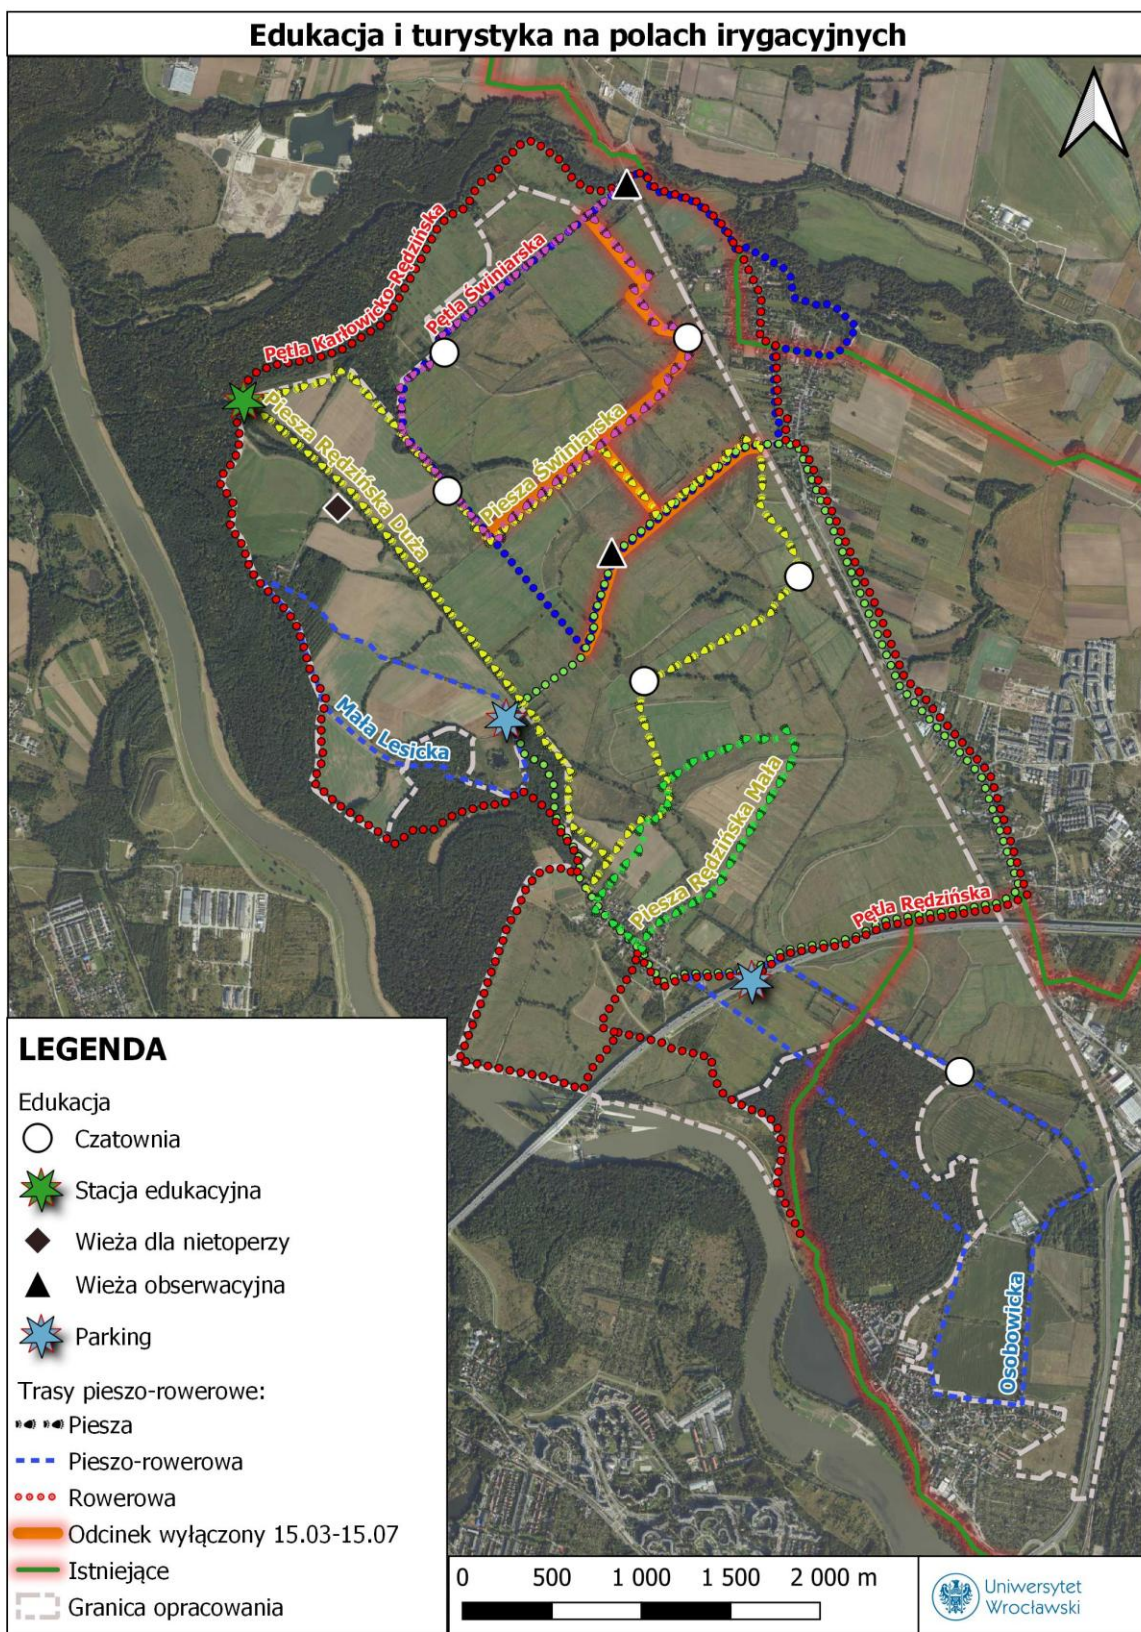 Edukacja i turystyka na polach irygacyjnych
Pętla Karłowicko-Rędzińska
Pętla Świniarska
Piesza Rędzińska Duża
Piesza Świniarska
Mała Lesicka
Piesza Rędzińska Mała
Pętla Rędzińska
Osobowicka
LEGENDA
Edukacja
Czatownia
Stacja edukacyjna
Wieża dla nietoperzy
Wieża obserwacyjna
Parking
Trasy pieszo-rowerowe:
Piesza
Pieszo-rowerowa
Rowerowa
Odcinek wyłączony 15.03-15.07
Istniejące
Granica opracowania
0 500 1 000 1 500 2 000 m
Uniwersytet
Wrocławski